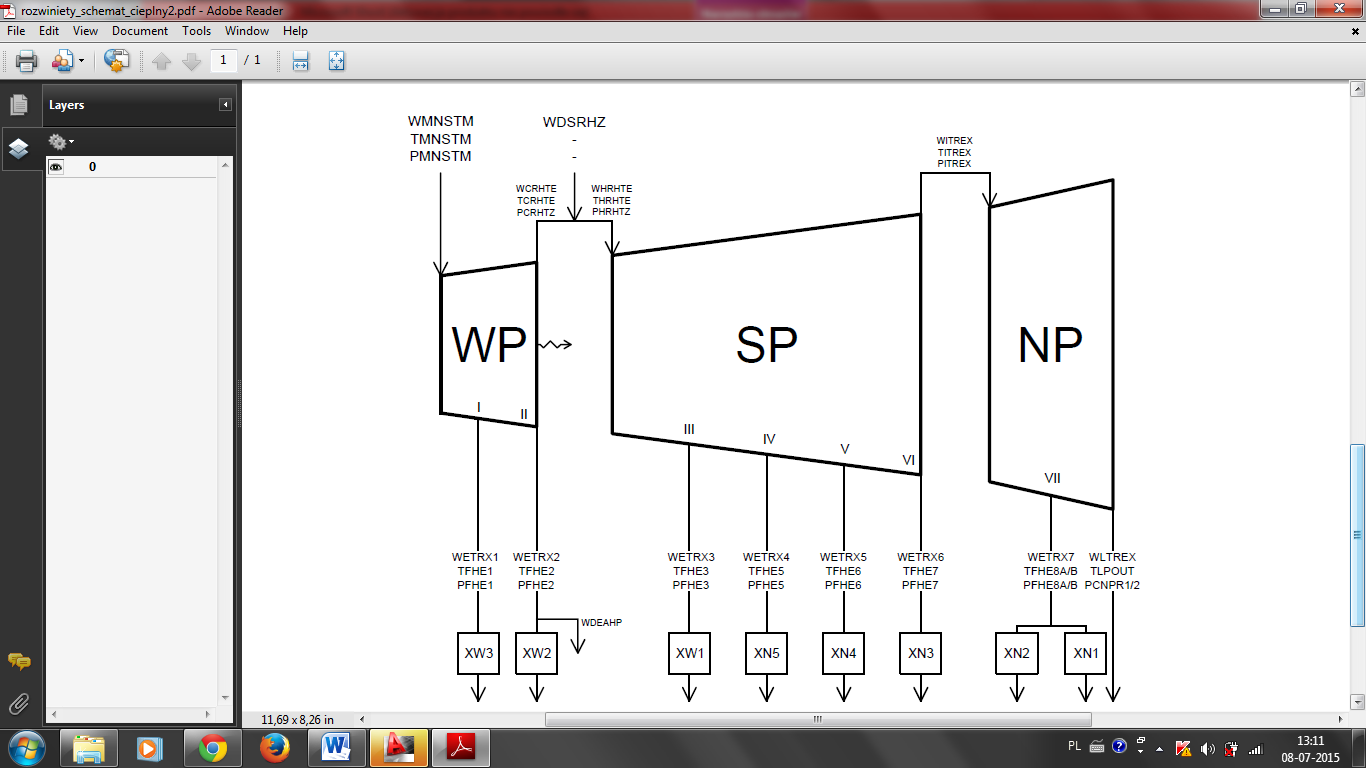 rozwiniety_schemat_cieplny2.pdf - Adobe Reader
File Edit View Document Tools Window Help
1 / 1
Layers
0
WMNSTM
TMNSTM
PMNSTM
WDSRHZ
-
-
WCRHTE
TCRHTE
PCRHTZ
WHRHTE
THRHTE
PHRHTZ
WITREX
TITREX
PITREX
WP
SP
NP
I
II
III
IV
V
VI
VII
WETRX1
TFHE1
PFHE1
WETRX2
TFHE2
PFHE2
WETRX3
TFHE3
PFHE3
WETRX4
TFHE5
PFHE5
WETRX5
TFHE6
PFHE6
WETRX6
TFHE7
PFHE7
WETRX7
TFHE8A/B
PFHE8A/B
WLTREX
TLPOUT
PCNPR1/2
WDEAHP
XW3
XW2
XW1
XN5
XN4
XN3
XN2
XN1
11,69 x 8,26 in
PL
13:11
08-07-2015